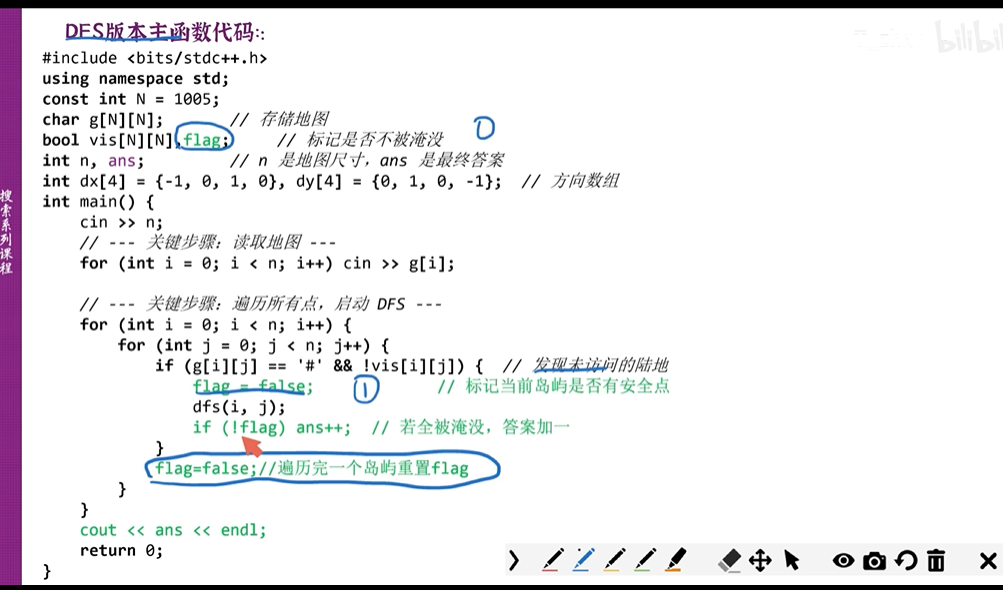 DFS版本主函数代码::
#include <bits/stdc++.h>
using namespace std;
const int N = 1005;
char g[N][N];       // 存储地图
bool vis[N][N],flag;     // 标记是否不被淹没
int n, ans;         // n 是地图尺寸，ans 是最终答案
int dx[4] = {-1, 0, 1, 0}, dy[4] = {0, 1, 0, -1};  // 方向数组
int main() {
    cin >> n;
    // --- 关键步骤：读取地图 ---
    for (int i = 0; i < n; i++) cin >> g[i];
    // --- 关键步骤：遍历所有点，启动 DFS ---
    for (int i = 0; i < n; i++) {
        for (int j = 0; j < n; j++) {
            if (g[i][j] == '#' && !vis[i][j]) {  // 发现未访问的陆地
                flag = false;             // 标记当前岛屿是否有安全点
                dfs(i, j);
                if (!flag) ans++;  // 若全被淹没，答案加一
            }
            flag=false;//遍历完一个岛屿重置flag
        }
    }
    cout << ans << endl;
    return 0;
}
0
1
搜索系列课程
bilibili